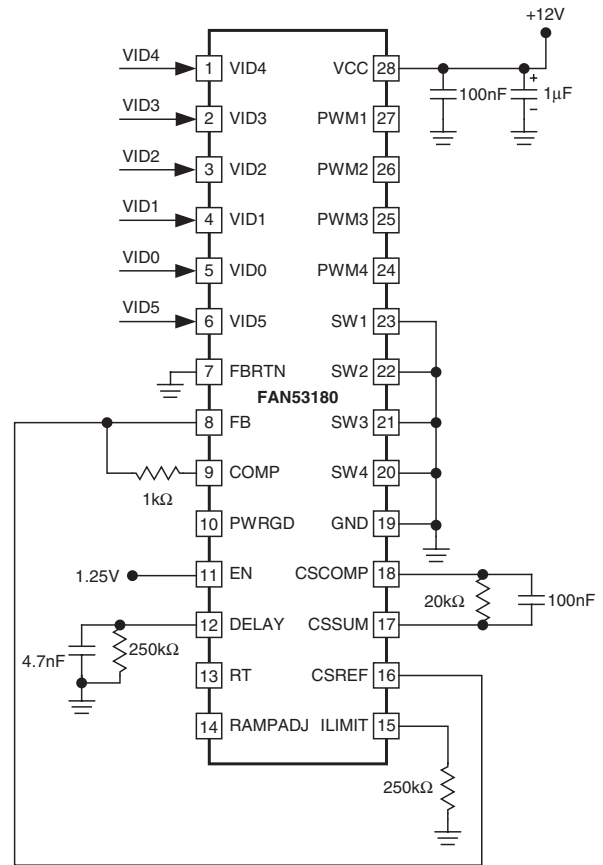 +12V
VID4
1 VID4 VCC 28
100nF
+
1μF
−
VID3
2 VID3 PWM1 27
VID2
3 VID2 PWM2 26
VID1
4 VID1 PWM3 25
VID0
5 VID0 PWM4 24
VID5
6 VID5 SW1 23
7 FBRTN SW2 22
FAN53180
8 FB SW3 21
9 COMP SW4 20
1kΩ
10 PWRGD GND 19
1.25V
11 EN CSCOMP 18
20kΩ
100nF
12 DELAY CSSUM 17
4.7nF
250kΩ
13 RT CSREF 16
14 RAMPADJ ILIMIT 15
250kΩ